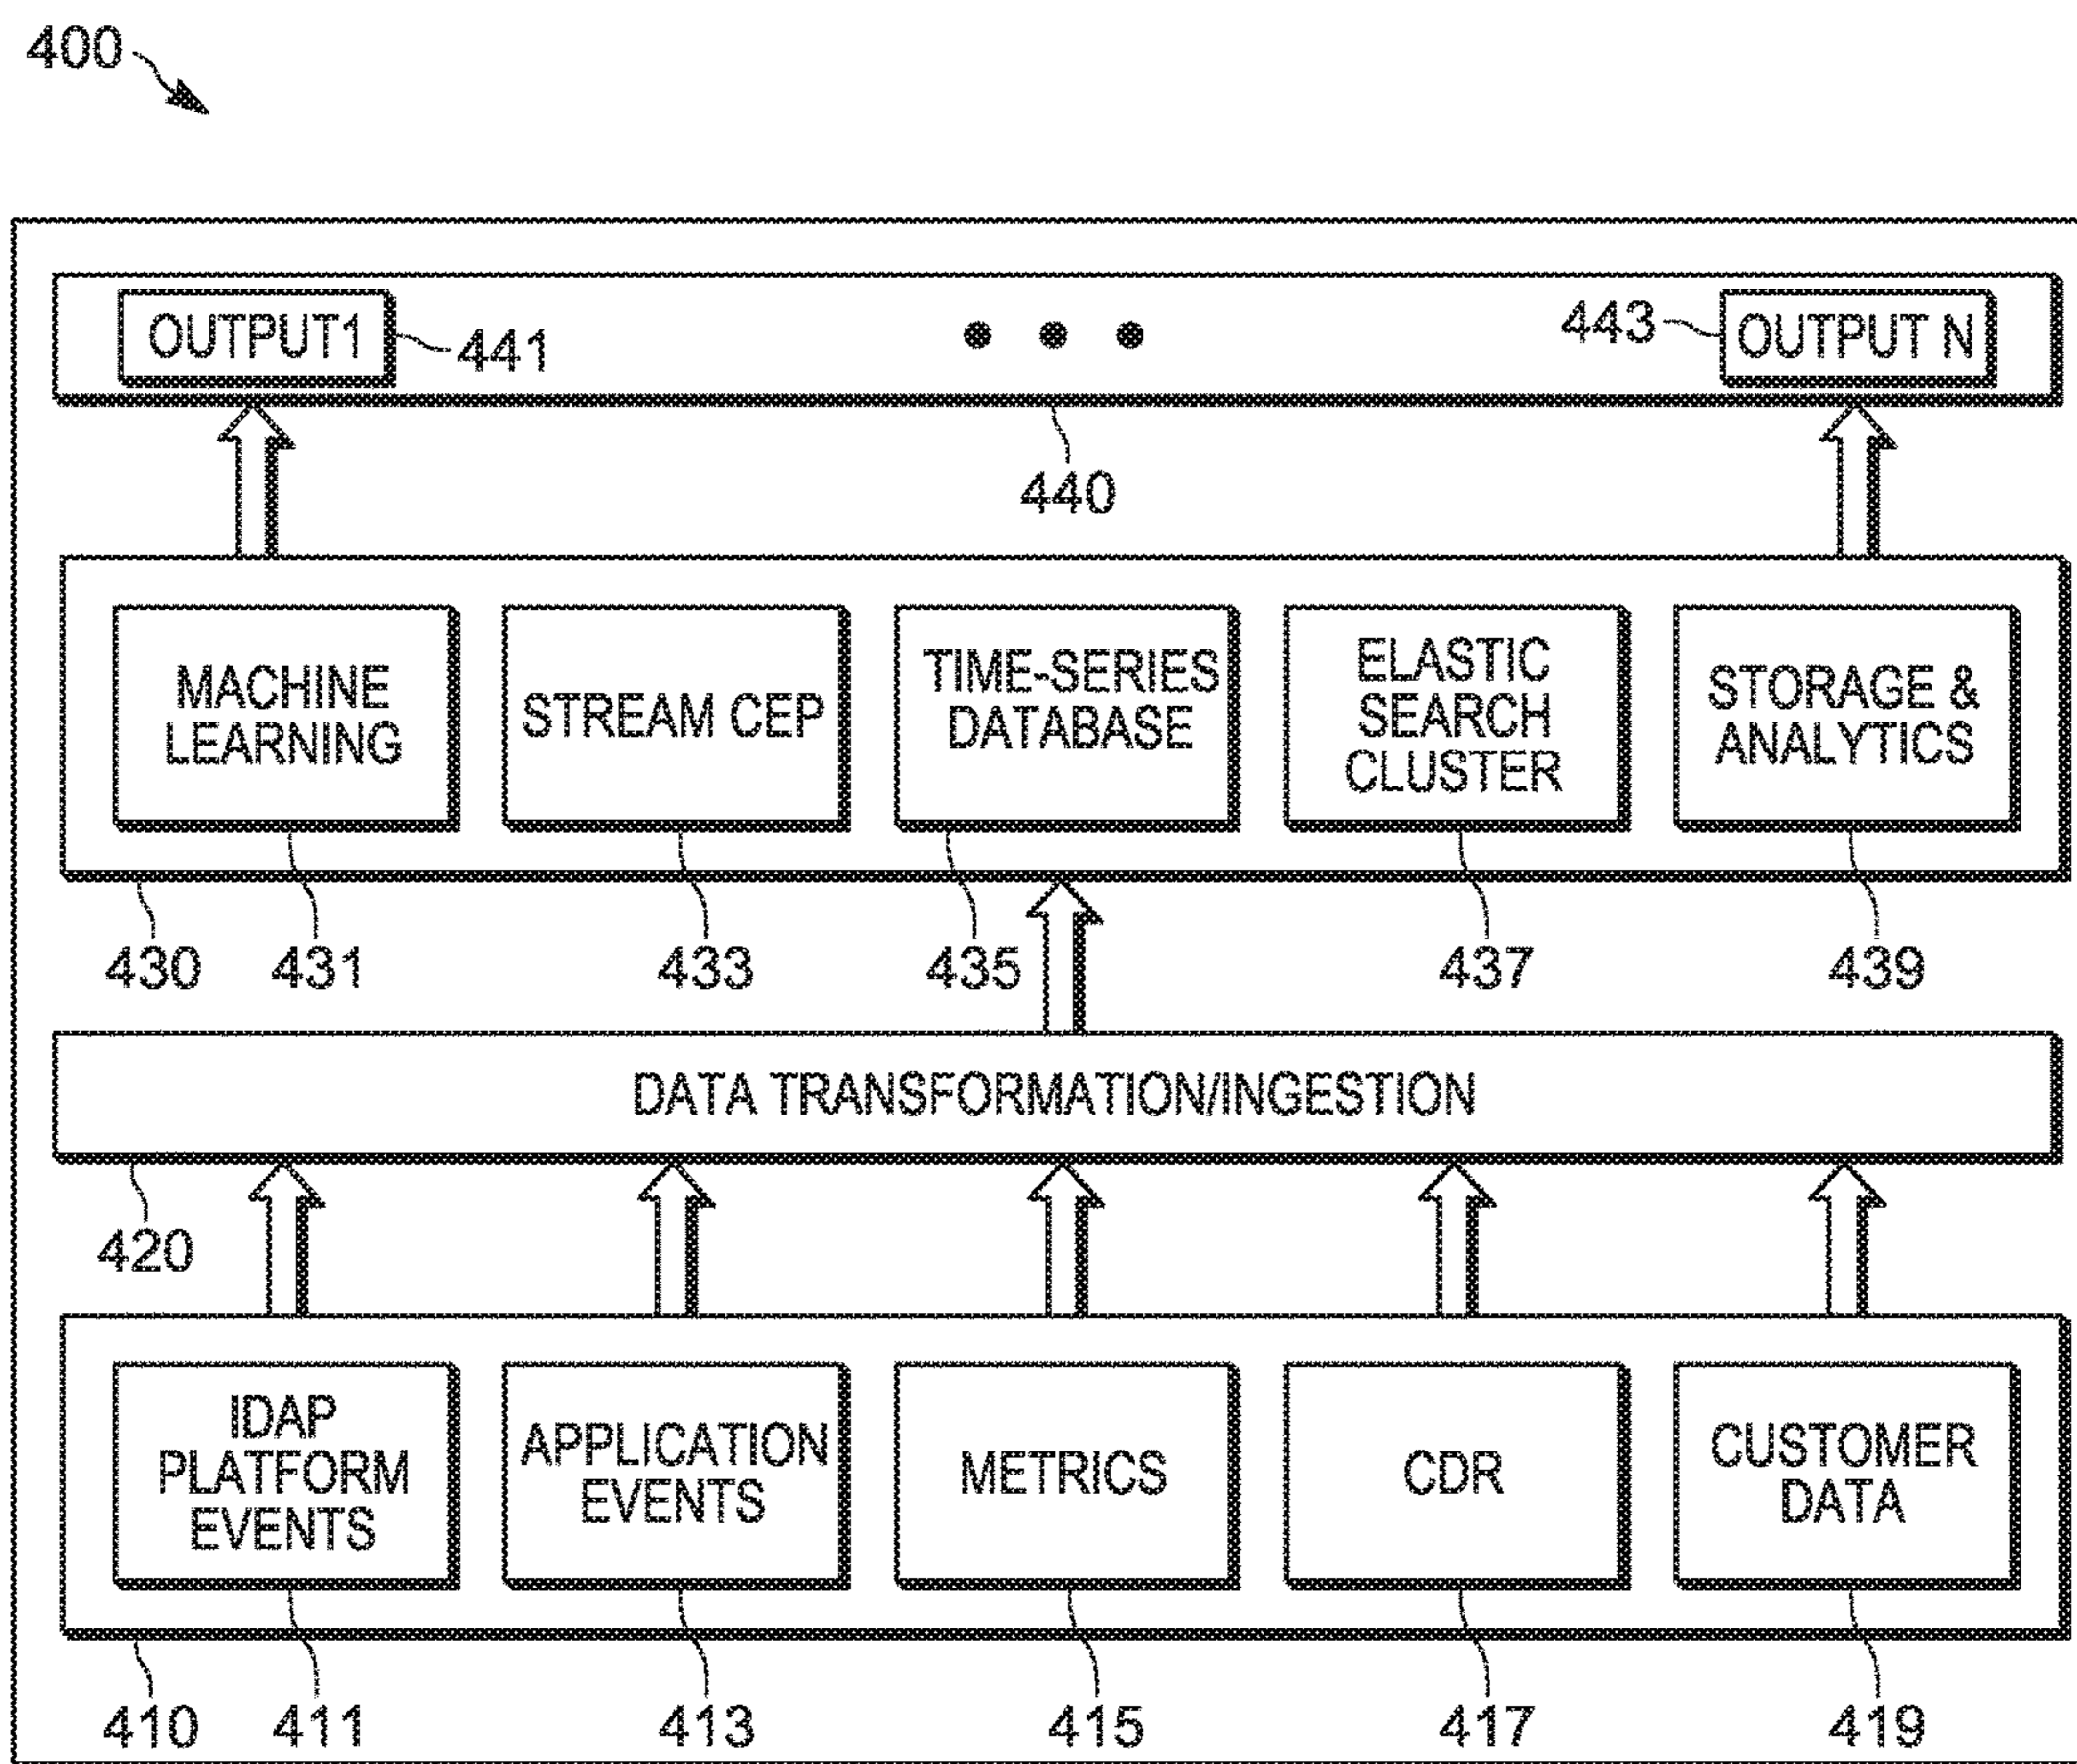 400
OUTPUT1
441
443
OUTPUT N
440
MACHINE
LEARNING
STREAM CEP
TIME-SERIES
DATABASE
ELASTIC
SEARCH
CLUSTER
STORAGE &
ANALYTICS
430
431
433
435
437
439
DATA TRANSFORMATION/INGESTION
420
IDAP
PLATFORM
EVENTS
APPLICATION
EVENTS
METRICS
CDR
CUSTOMER
DATA
410
411
413
415
417
419